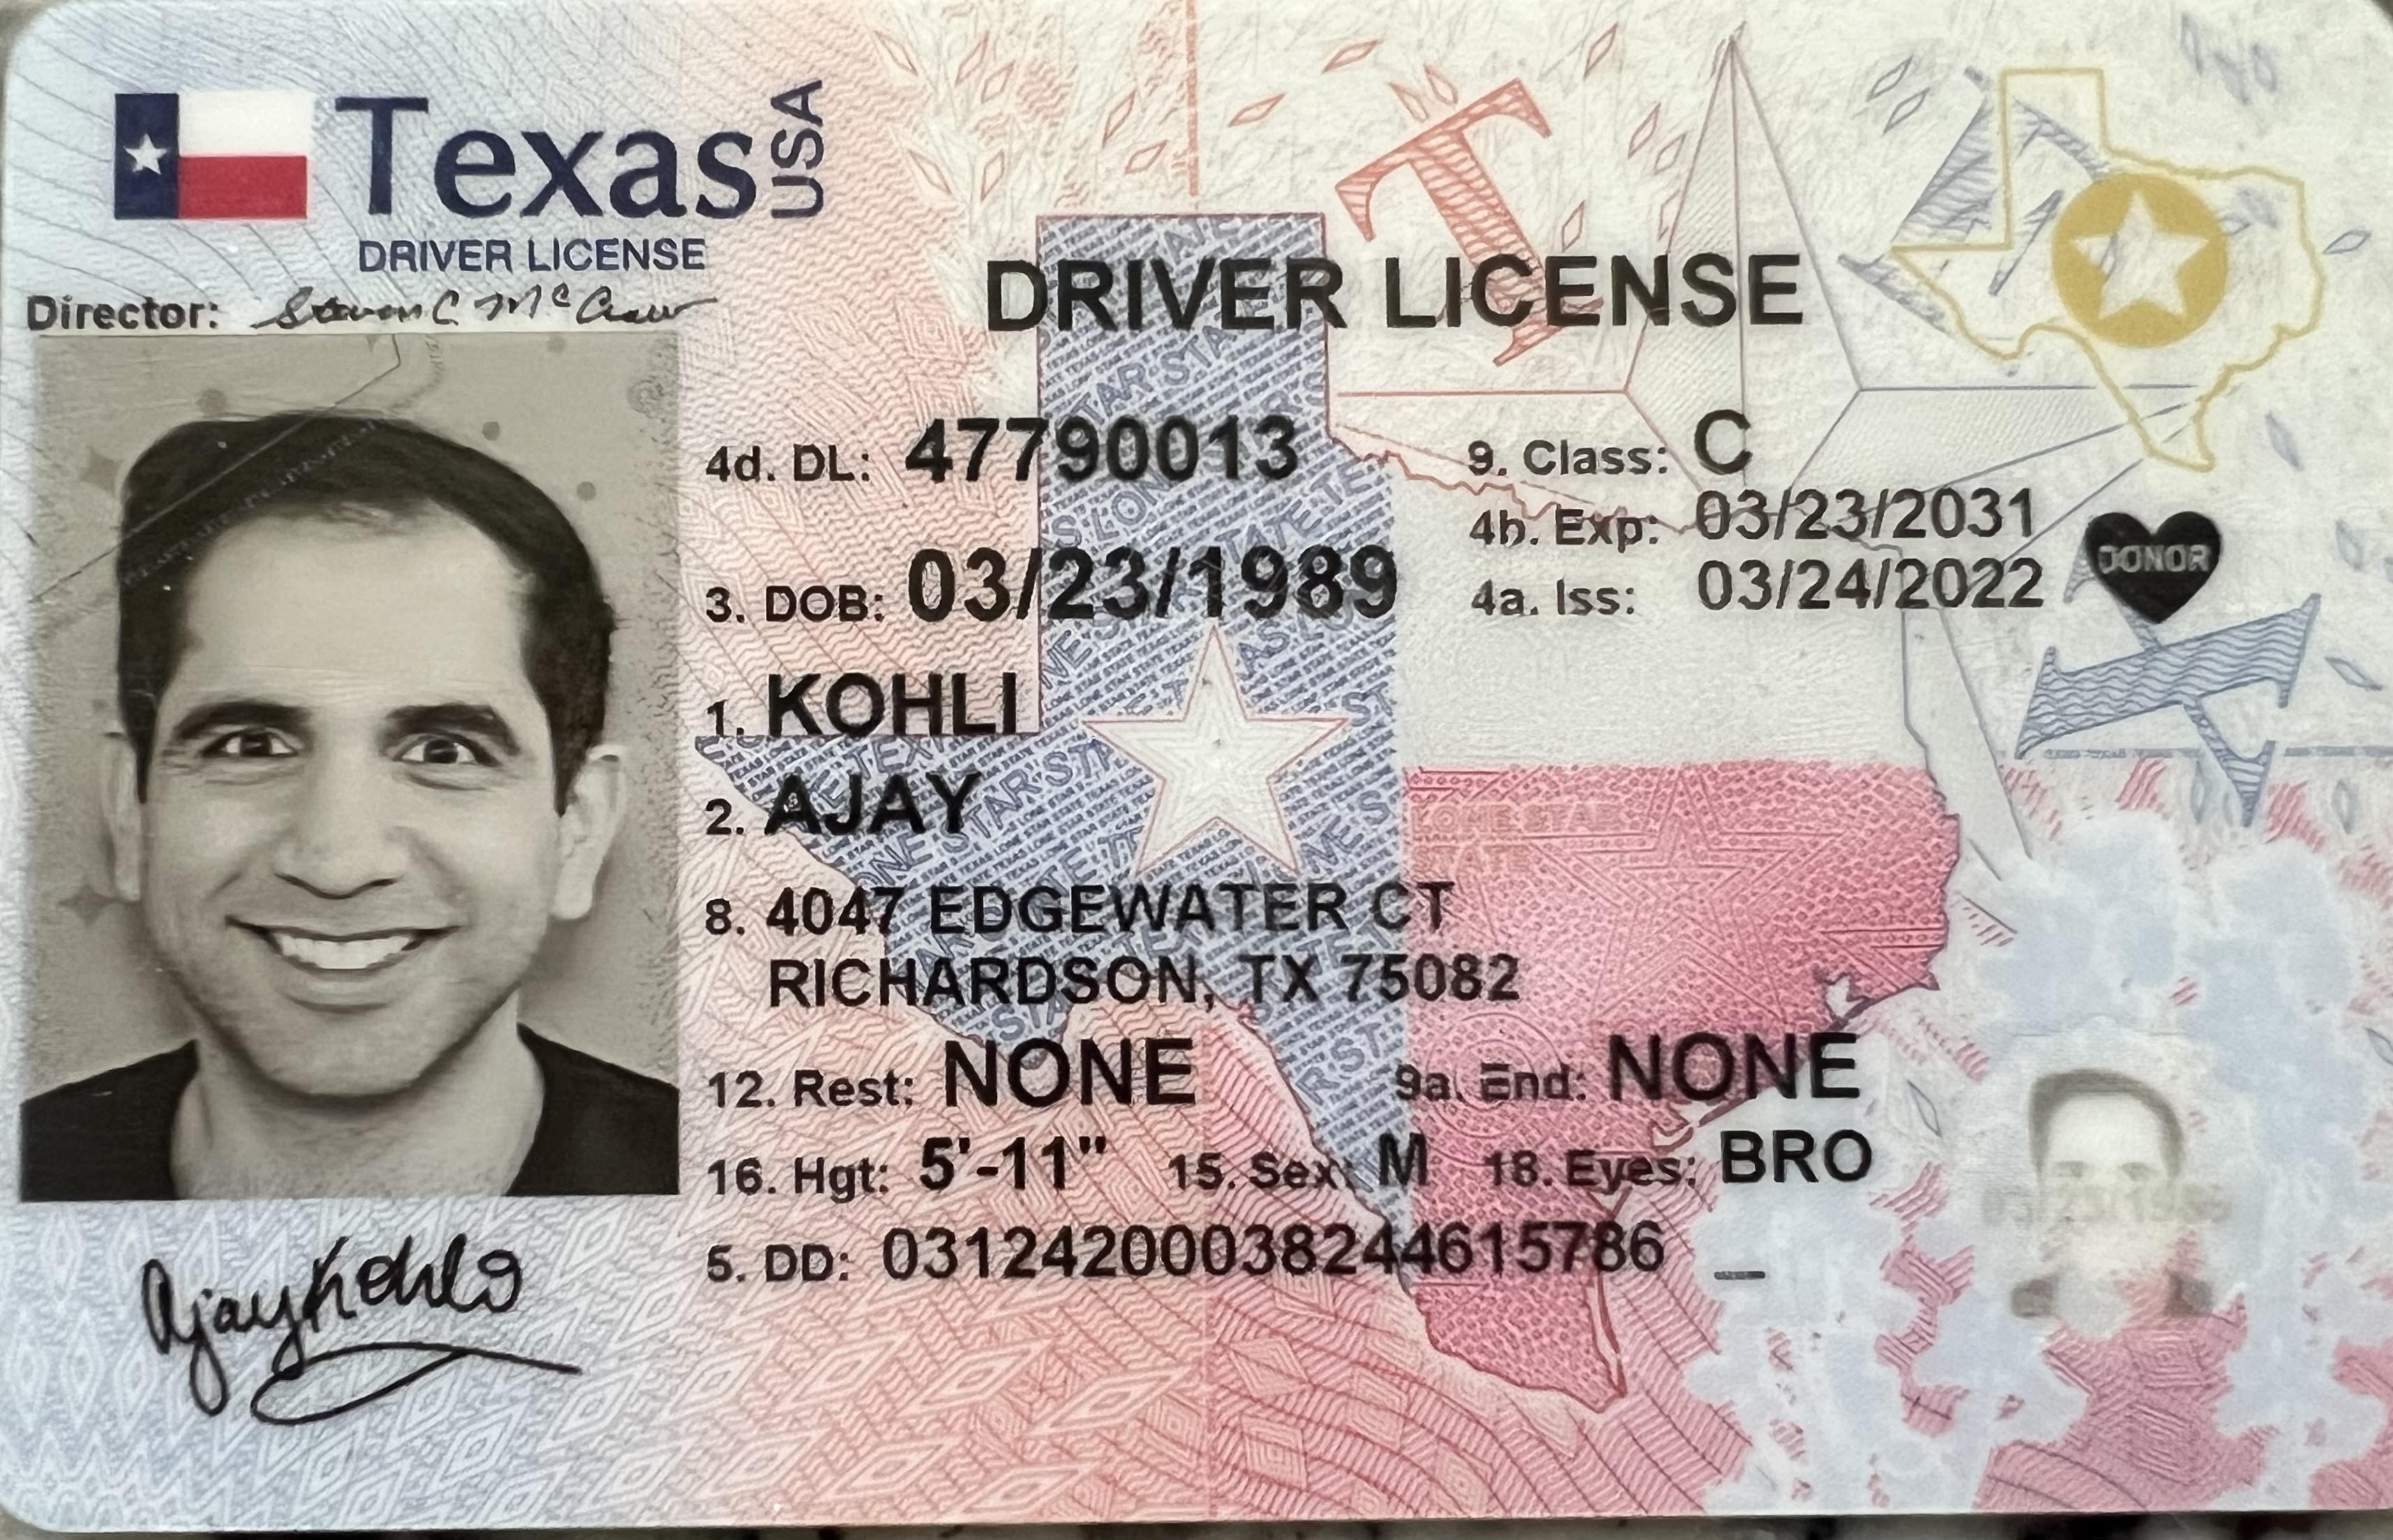 Texas USA
DRIVER LICENSE
Director: Steven C. McCraw
DRIVER LICENSE
4d. DL: 47790013
9. Class: C
4b. Exp: 03/23/2031
3. DOB: 03/23/1989
4a. Iss: 03/24/2022
DONOR
1. KOHLI
2. AJAY
8. 4047 EDGEWATER CT
RICHARDSON, TX 75082
12. Rest: NONE
9a. End: NONE
16. Hgt: 5'-11" 15. Sex: M 18. Eyes: BRO
5. DD: 03124200038244615786
Ajay Kohli
03/23/1989